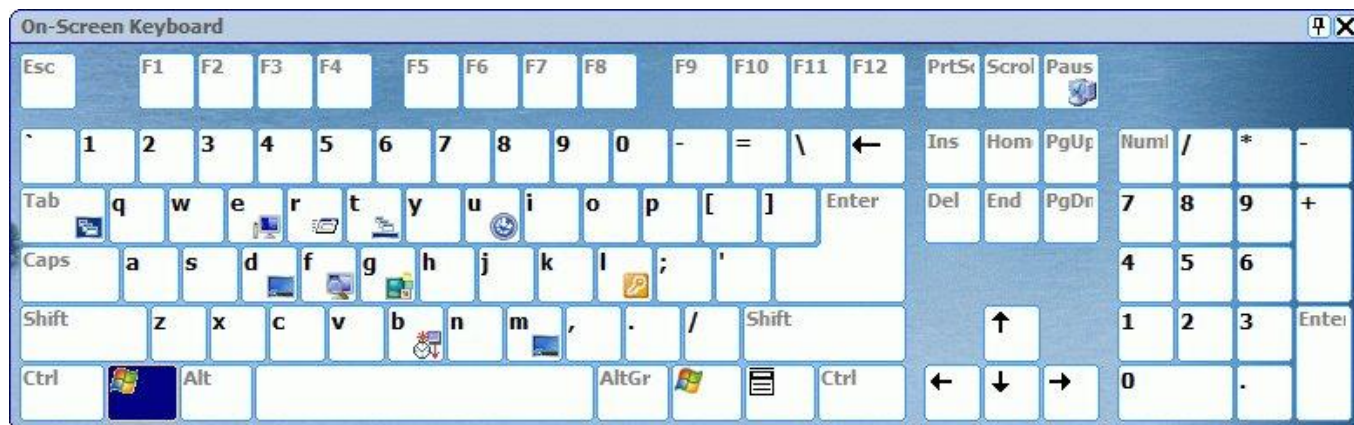 On-Screen Keyboard
Esc F1 F2 F3 F4 F5 F6 F7 F8 F9 F10 F11 F12 PrtSc Scrol Paus
` 1 2 3 4 5 6 7 8 9 0 - = \ ← Ins Hom PgUp Numl / * -
Tab q w e r t y u i o p [ ] Enter Del End PgDn 7 8 9 +
Caps a s d f g h j k l ; ' 4 5 6
Shift z x c v b n m , . / Shift ↑ 1 2 3 Enter
Ctrl Alt AltGr Ctrl ← ↓ → 0 .